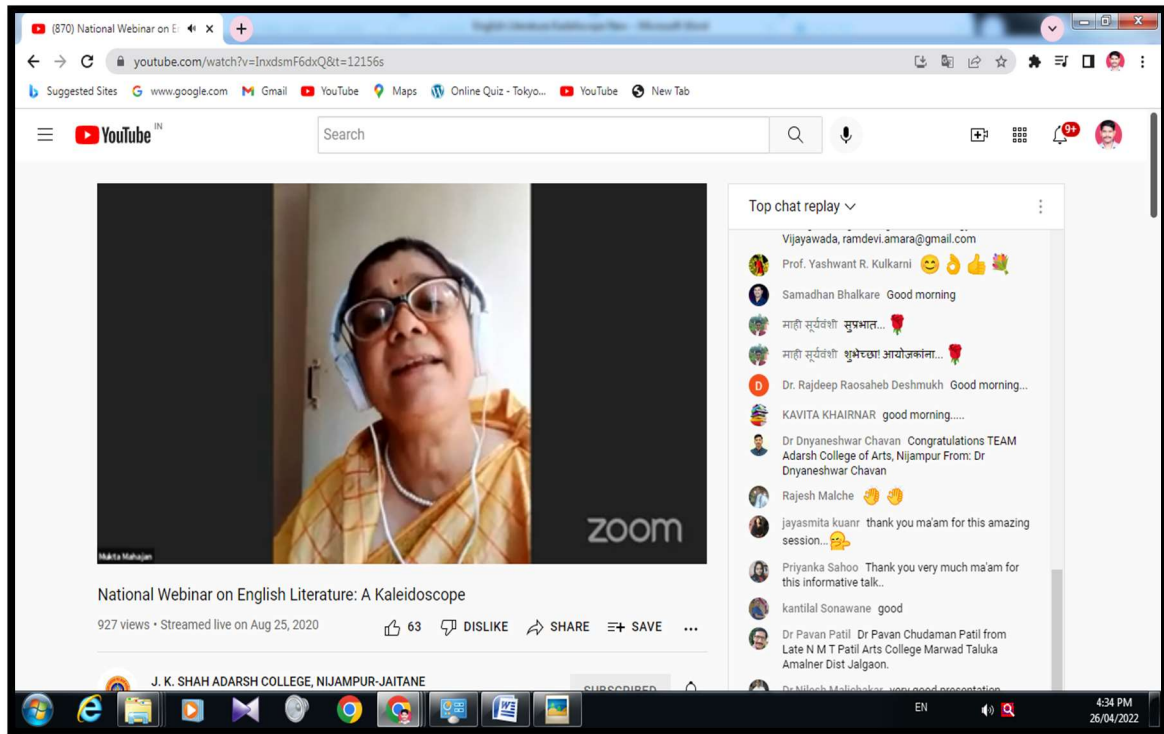 (870) National Webinar on E
youtube.com/watch?v=InxdsmF6dxQ&t=12156s
Suggested Sites www.google.com Gmail YouTube Maps Online Quiz - Tokyo... YouTube New Tab
YouTube IN
Search
9+
Top chat replay
Vijayawada, ramdevi.amara@gmail.com
Prof. Yashwant R. Kulkarni 😊 👌 👍 💐
Samadhan Bhalkare Good morning
माही सूर्यवंशी सुप्रभात... 🌹
माही सूर्यवंशी शुभेच्छा! आयोजकांना... 🌹
D Dr. Rajdeep Raosaheb Deshmukh Good morning...
KAVITA KHAIRNAR good morning.....
Dr Dnyaneshwar Chavan Congratulations TEAM
Adarsh College of Arts, Nijampur From: Dr
Dnyaneshwar Chavan
Rajesh Malche 👋 👋
jayasmita kuanr thank you ma'am for this amazing
session...🤗
Priyanka Sahoo Thank you very much ma'am for
this informative talk..
kantilal Sonawane good
Dr Pavan Patil Dr Pavan Chudaman Patil from
Late N M T Patil Arts College Marwad Taluka
Amalner Dist Jalgaon.
very good presentation
zoom
Mukta Mahajan
National Webinar on English Literature: A Kaleidoscope
927 views • Streamed live on Aug 25, 2020
63 DISLIKE SHARE SAVE ...
J. K. SHAH ADARSH COLLEGE, NIJAMPUR-JAITANE
SUBSCRIBED
EN
4:34 PM
26/04/2022